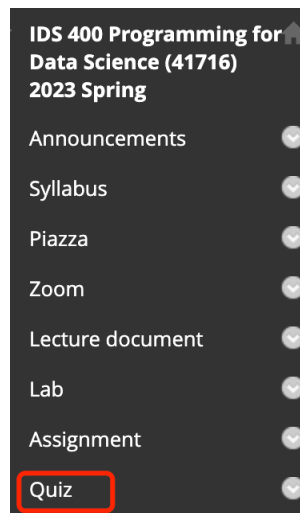 IDS 400 Programming for
Data Science (41716)
2023 Spring
Announcements
Syllabus
Piazza
Zoom
Lecture document
Lab
Assignment
Quiz